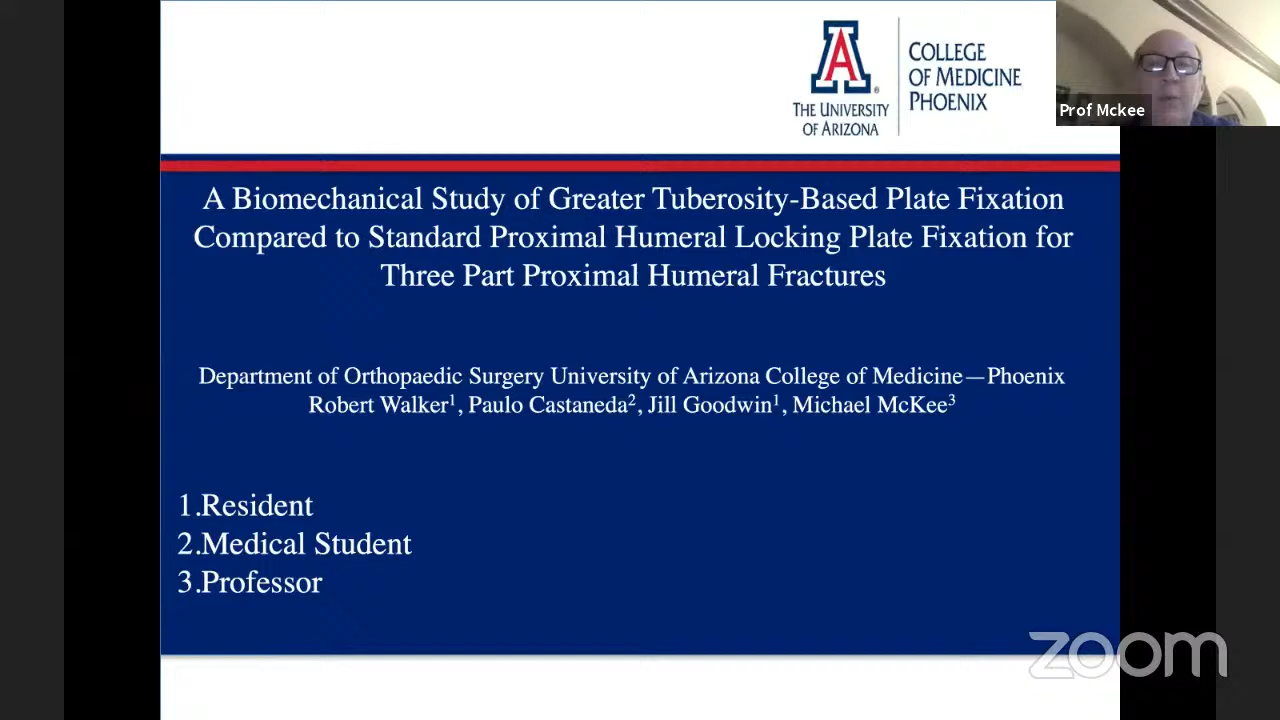 THE UNIVERSITY
OF ARIZONA
COLLEGE
OF MEDICINE
PHOENIX
Prof Mckee
A Biomechanical Study of Greater Tuberosity-Based Plate Fixation
Compared to Standard Proximal Humeral Locking Plate Fixation for
Three Part Proximal Humeral Fractures
Department of Orthopaedic Surgery University of Arizona College of Medicine—Phoenix
Robert Walker¹, Paulo Castaneda², Jill Goodwin¹, Michael McKee³
1.Resident
2.Medical Student
3.Professor
zoom